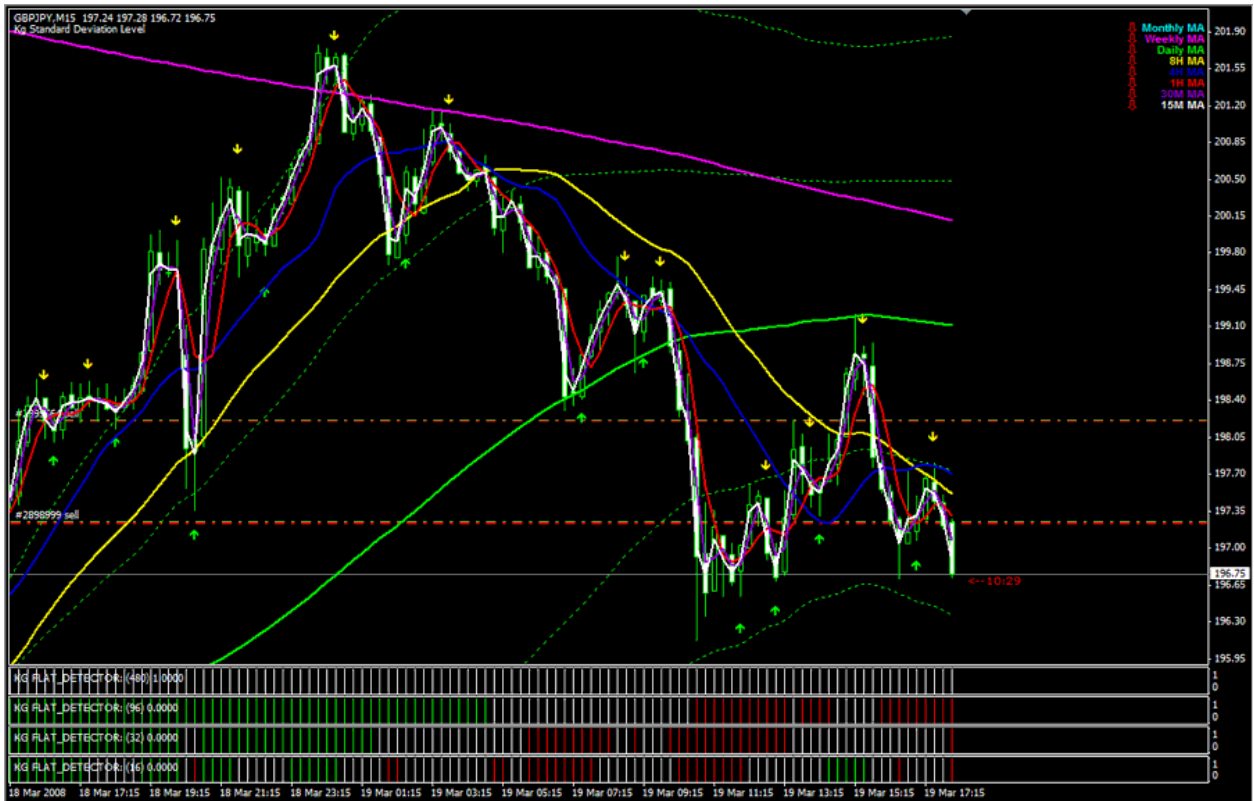 GBPJPY,M15 197.24 197.28 196.72 196.75
Kg Standard Deviation Level
Monthly MA
Weekly MA
Daily MA
8H MA
4H MA
1H MA
30M MA
15M MA
201.90
201.55
201.20
200.85
200.50
200.15
199.80
199.45
199.10
198.75
198.40
198.05
197.70
197.35
197.00
196.75
196.65
196.30
195.95
sell
#2898999 sell
<--10:29
KG FLAT_DETECTOR: (480) 1.0000
1
0
KG FLAT_DETECTOR: (96) 0.0000
1
0
KG FLAT_DETECTOR: (32) 0.0000
1
0
KG FLAT_DETECTOR: (16) 0.0000
1
0
18 Mar 2008 18 Mar 17:15 18 Mar 19:15 18 Mar 21:15 18 Mar 23:15 19 Mar 01:15 19 Mar 03:15 19 Mar 05:15 19 Mar 07:15 19 Mar 09:15 19 Mar 11:15 19 Mar 13:15 19 Mar 15:15 19 Mar 17:15